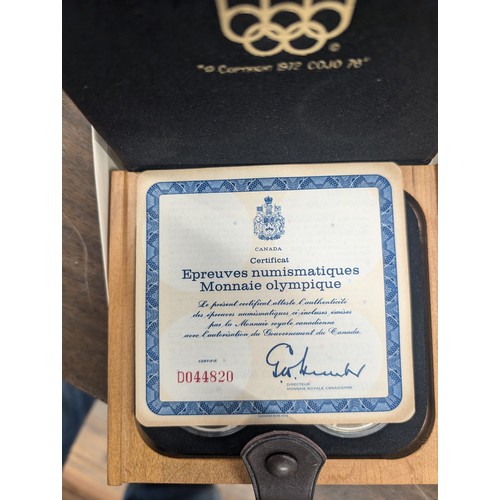 © COPYRIGHT 1972 COJO 76
CANADA
Certificat
Epreuves numismatiques
Monnaie olympique
Le présent certificat atteste l'authenticité
des épreuves numismatiques ci-incluses émises
par la Monnaie royale canadienne
avec l'autorisation du Gouvernement du Canada.
CERTIFIÉ
D044820
DIRECTEUR
MONNAIE ROYALE CANADIENNE